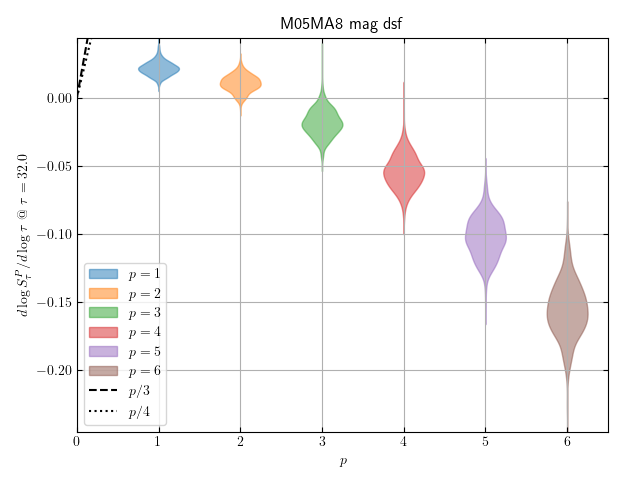 M05MA8 mag dsf
d log S_τ^P / d log τ @ τ = 32.0
0.00
−0.05
−0.10
−0.15
−0.20
p = 1
p = 2
p = 3
p = 4
p = 5
p = 6
p/3
p/4
0 1 2 3 4 5 6
p